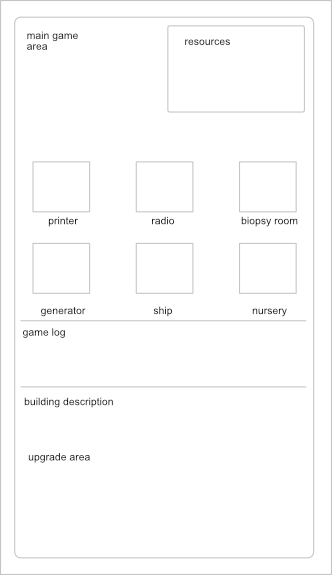 main game
area
resources
printer
radio
biopsy room
generator
ship
nursery
game log
building description
upgrade area